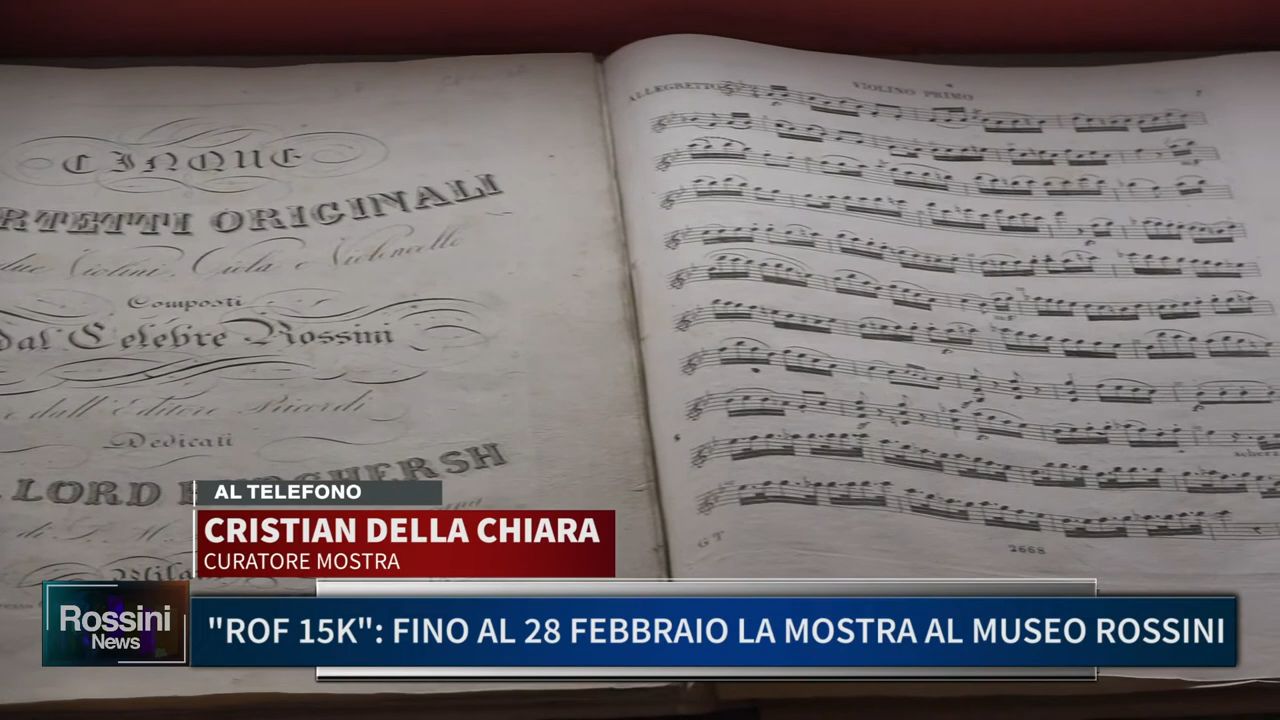 CINQUE
RTETTI ORIGINALI
due Violini, Viola e Violoncello
Composti
dal Celebre Rossini
e dall'Editore Ricordi
Dedicati
LORD
di S. M.
ALLEGRETTO
VIOLINO PRIMO
7
G T
2668
AL TELEFONO
CRISTIAN DELLA CHIARA
CURATORE MOSTRA
Rossini
News
"ROF 15K": FINO AL 28 FEBBRAIO LA MOSTRA AL MUSEO ROSSINI